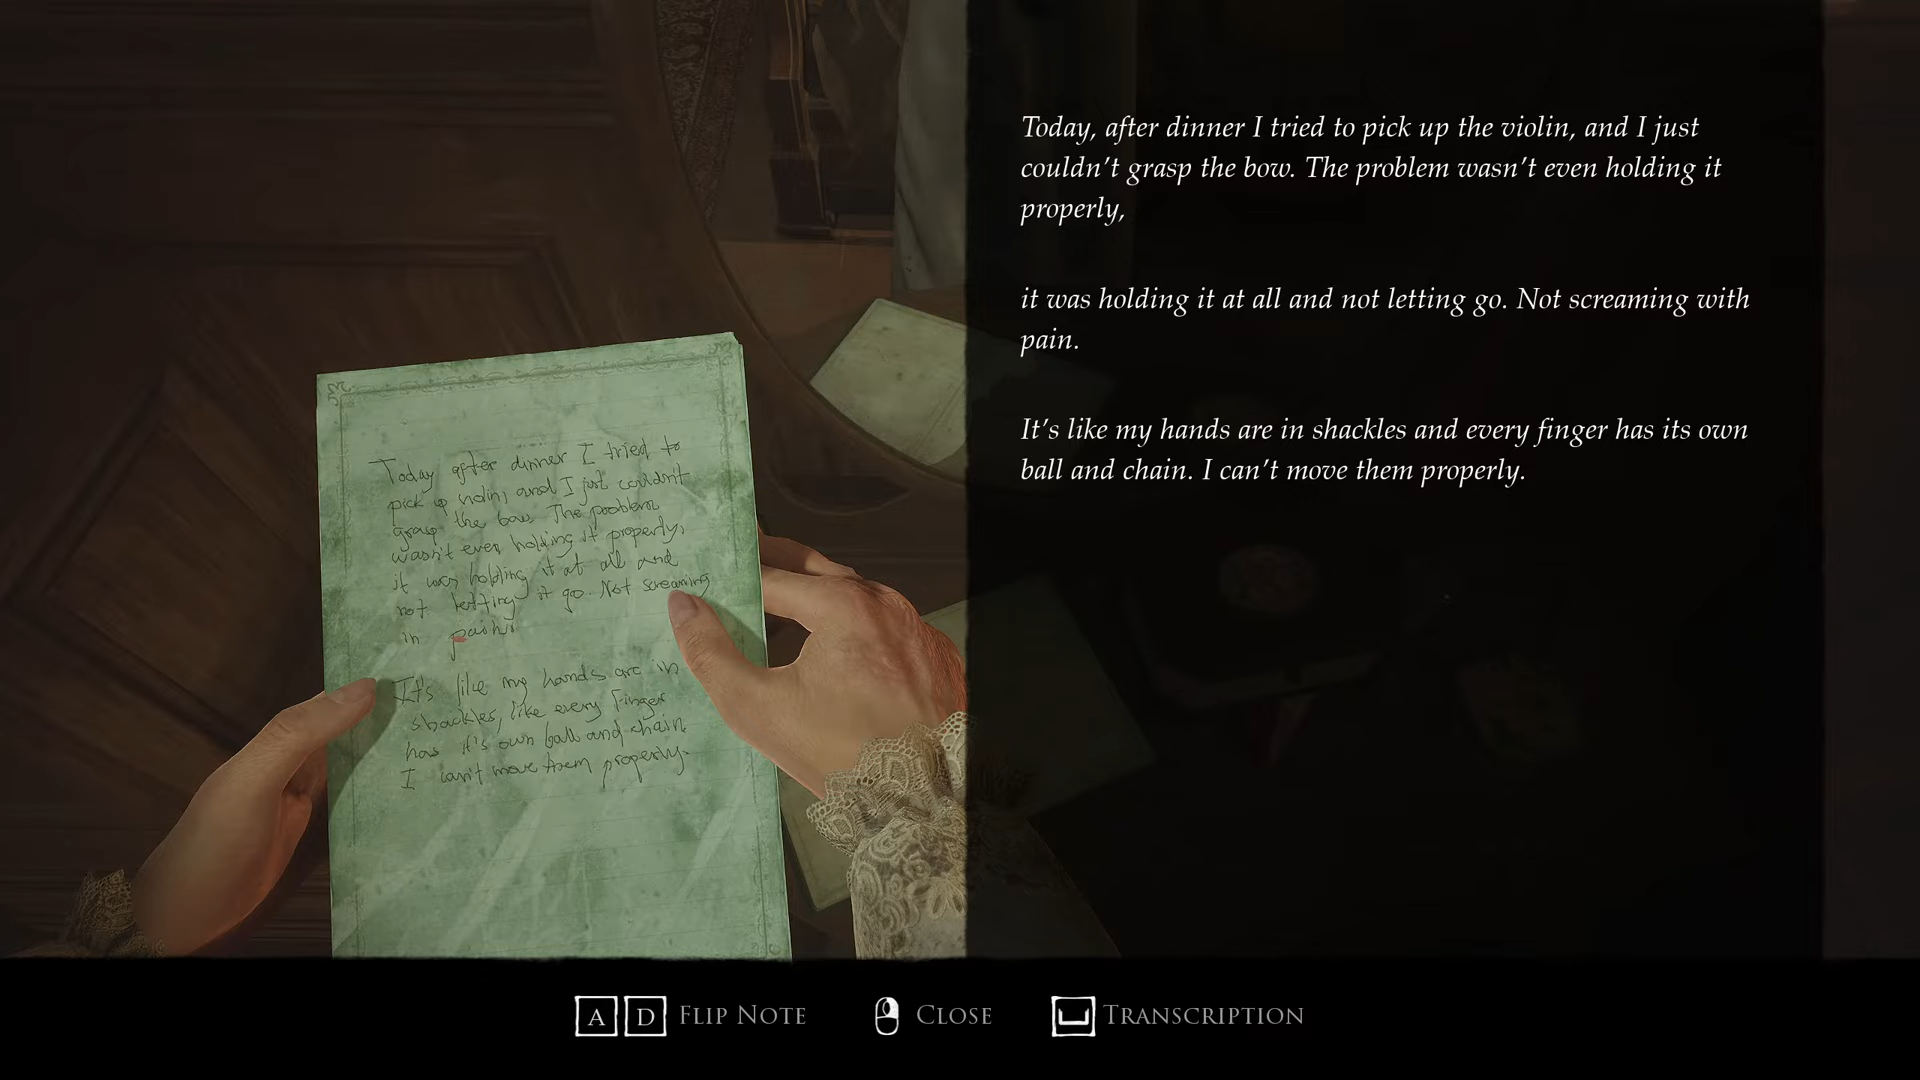 Today, after dinner I tried to pick up the violin, and I just
couldn't grasp the bow. The problem wasn't even holding it
properly,
it was holding it at all and not letting go. Not screaming with
pain.
It's like my hands are in shackles and every finger has its own
ball and chain. I can't move them properly.
Today after dinner I tried to
pick up violin, and I just couldn't
grasp the bow. The problem
wasn't even holding it properly,
it was holding it at all and
not letting it go. Not screaming
in pain.
It's like my hands are in
shackles, like every finger
has it's own ball and chain.
I can't move them properly.
A D FLIP NOTE CLOSE TRANSCRIPTION